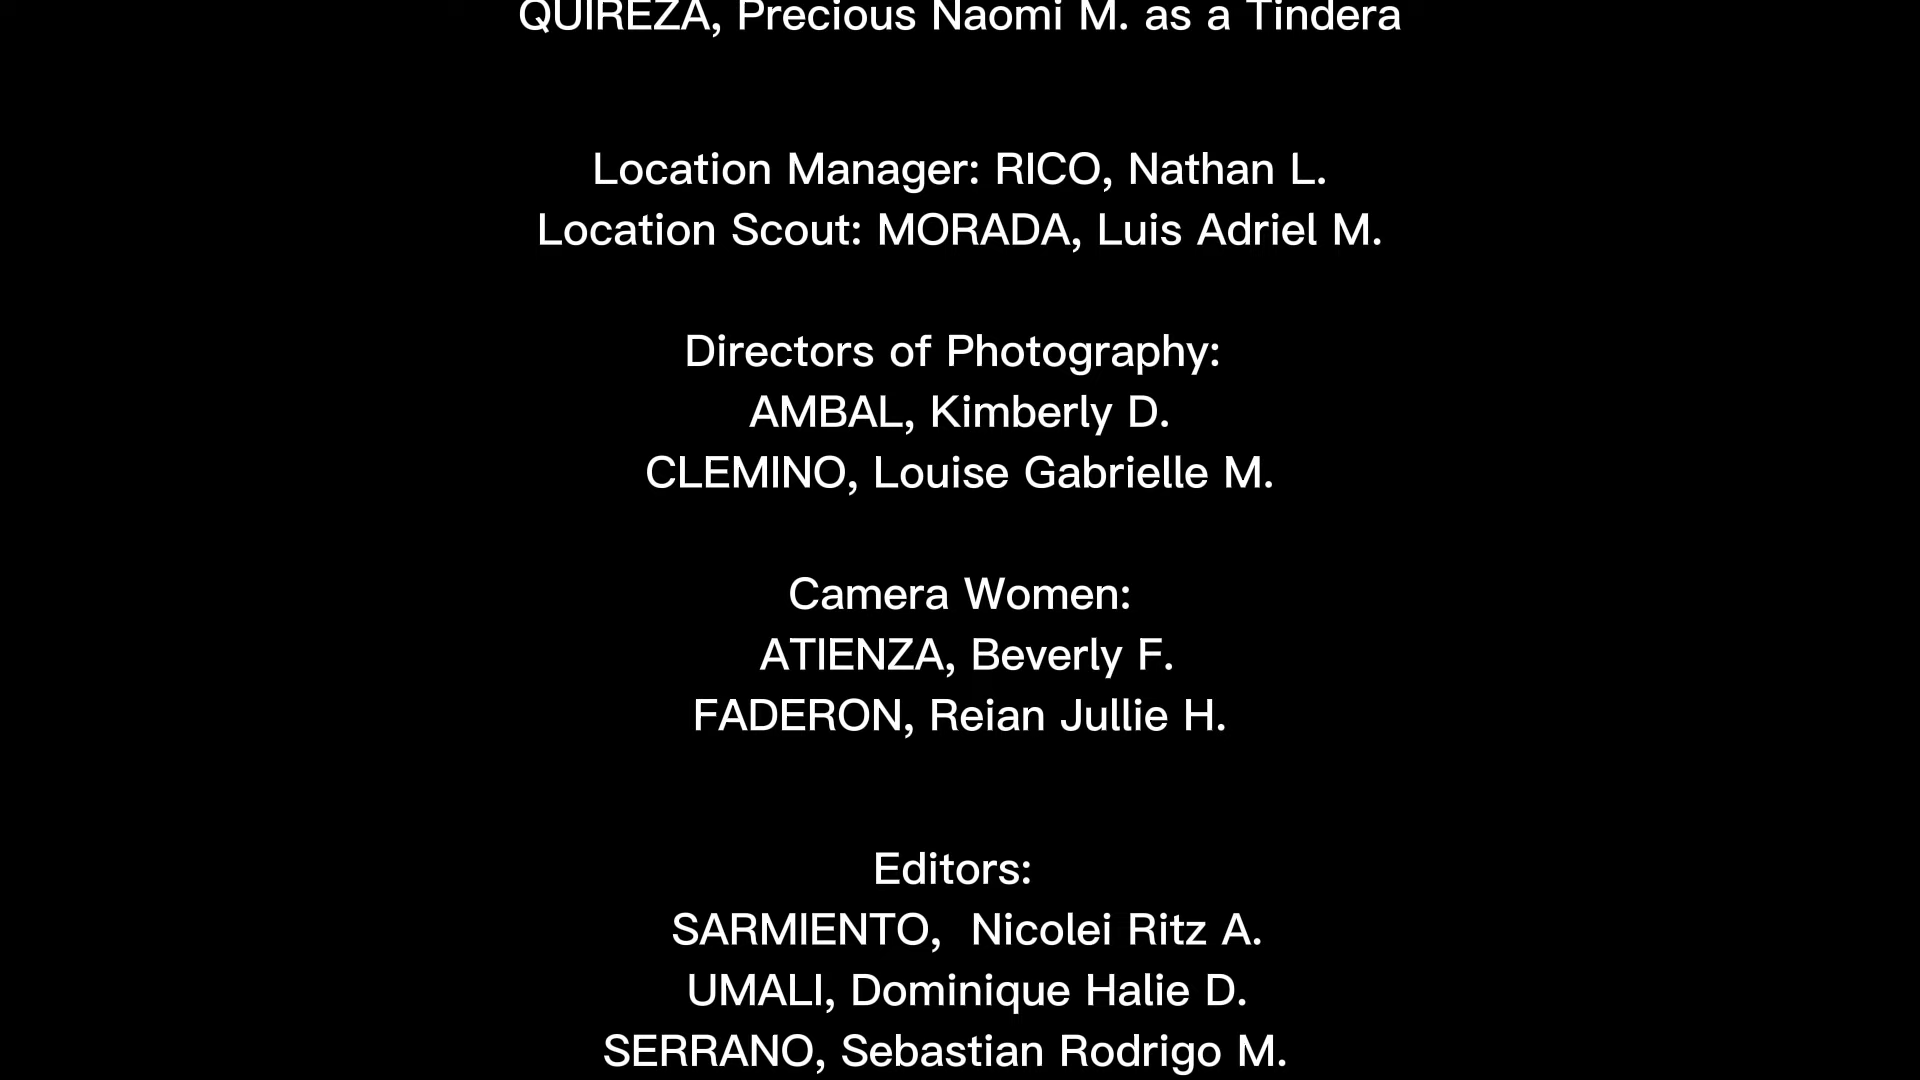 QUIREZA, Precious Naomi M. as a Tindera
Location Manager: RICO, Nathan L.
Location Scout: MORADA, Luis Adriel M.
Directors of Photography:
AMBAL, Kimberly D.
CLEMINO, Louise Gabrielle M.
Camera Women:
ATIENZA, Beverly F.
FADERON, Reian Jullie H.
Editors:
SARMIENTO,  Nicolei Ritz A.
UMALI, Dominique Halie D.
SERRANO, Sebastian Rodrigo M.